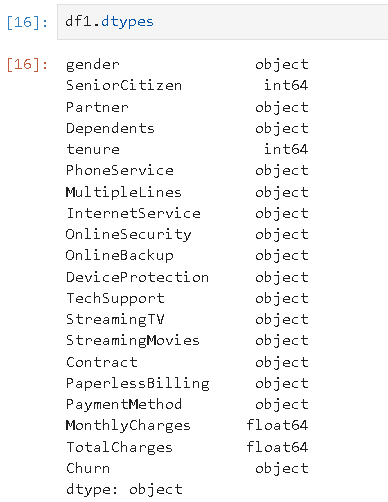 [16]: df1.dtypes
[16]: gender object
SeniorCitizen int64
Partner object
Dependents object
tenure int64
PhoneService object
MultipleLines object
InternetService object
OnlineSecurity object
OnlineBackup object
DeviceProtection object
TechSupport object
StreamingTV object
StreamingMovies object
Contract object
PaperlessBilling object
PaymentMethod object
MonthlyCharges float64
TotalCharges float64
Churn object
dtype: object